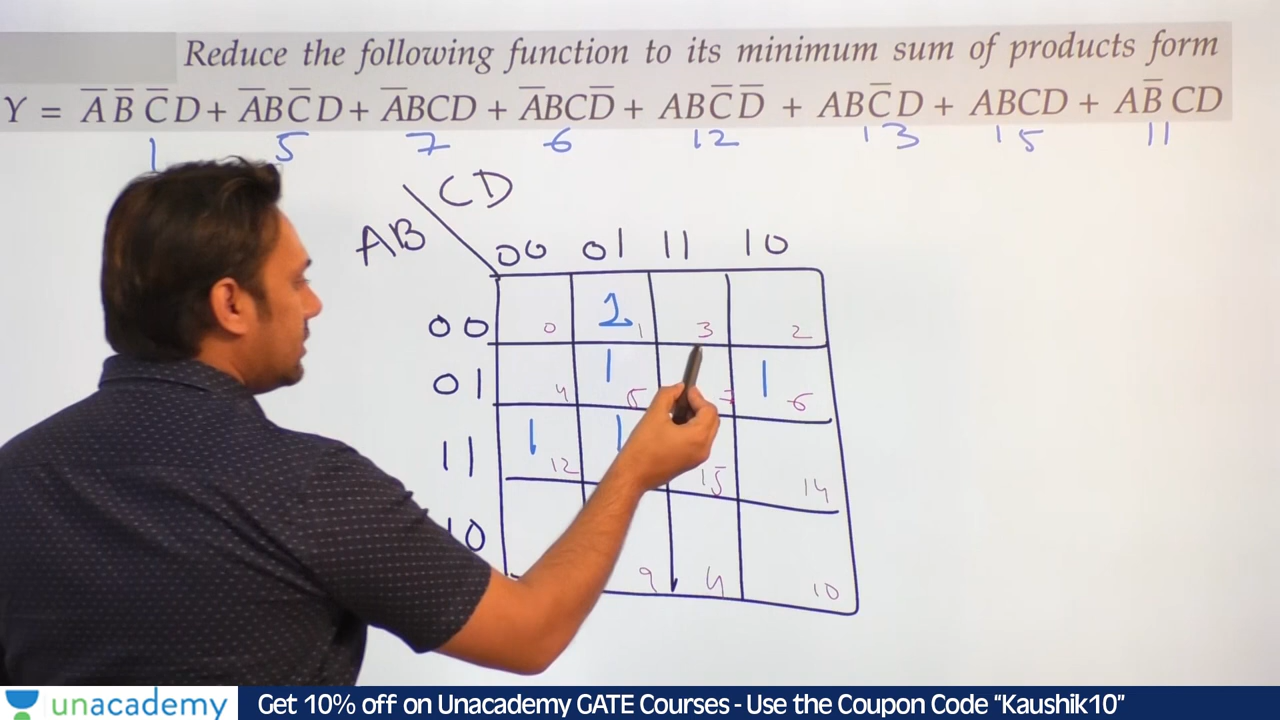 Reduce the following function to its minimum sum of products form
Y = A̅ B̅ C̅ D + A̅BC̅D + A̅BCD + A̅BCD̅ + ABC̅D̅ + ABC̅D + ABCD + AB̅CD
1 5 7 6 12 13 15 11
CD
AB
00 01 11 10
00 0 1 1 3 2
01 4 1 5 7 1 6
11 1 12 1 15 14
10 9 11 10
unacademy Get 10% off on Unacademy GATE Courses - Use the Coupon Code "Kaushik10"